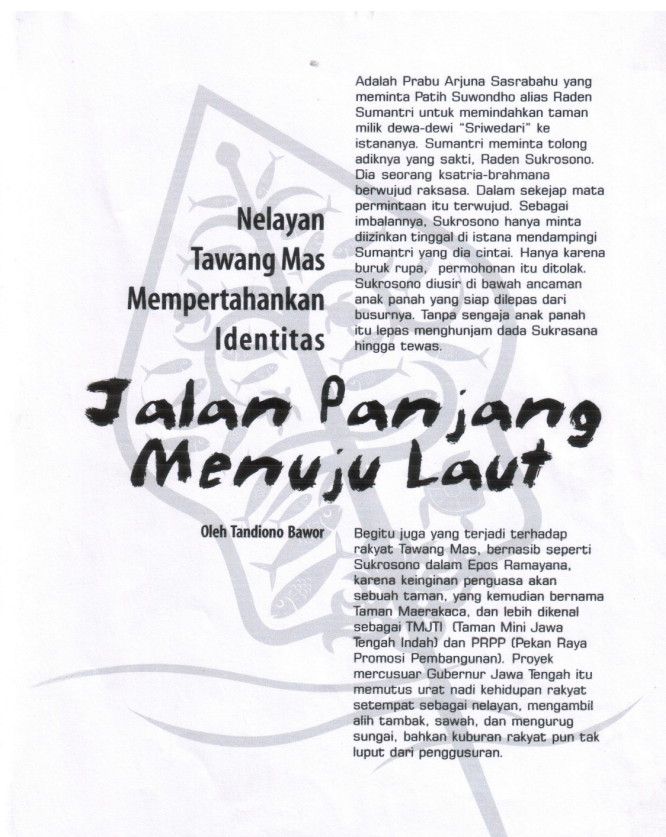 Adalah Prabu Arjuna Sasrabahu yang
meminta Patih Suwondho alias Raden
Sumantri untuk memindahkan taman
milik dewa-dewi "Sriwedari" ke
istananya. Sumantri meminta tolong
adiknya yang sakti, Raden Sukrosono.
Dia seorang ksatria-brahmana
berwujud raksasa. Dalam sekejap mata
permintaan itu terwujud. Sebagai
imbalannya, Sukrosono hanya minta
diizinkan tinggal di istana mendampingi
Sumantri yang dia cintai. Hanya karena
buruk rupa, permohonan itu ditolak.
Sukrosono diusir di bawah ancaman
anak panah yang siap dilepas dari
busurnya. Tanpa sengaja anak panah
itu lepas menghunjam dada Sukrasana
hingga tewas.
Nelayan
Tawang Mas
Mempertahankan
Identitas
Jalan Panjang
Menuju Laut
Oleh Tandiono Bawor
Begitu juga yang terjadi terhadap
rakyat Tawang Mas, bernasib seperti
Sukrosono dalam Epos Ramayana,
karena keinginan penguasa akan
sebuah taman, yang kemudian bernama
Taman Maerakaca, dan lebih dikenal
sebagai TMJTI (Taman Mini Jawa
Tengah Indah) dan PRPP (Pekan Raya
Promosi Pembangunan). Proyek
mercusuar Gubernur Jawa Tengah itu
memutus urat nadi kehidupan rakyat
setempat sebagai nelayan, mengambil
alih tambak, sawah, dan mengurug
sungai, bahkan kuburan rakyat pun tak
luput dari penggusuran.